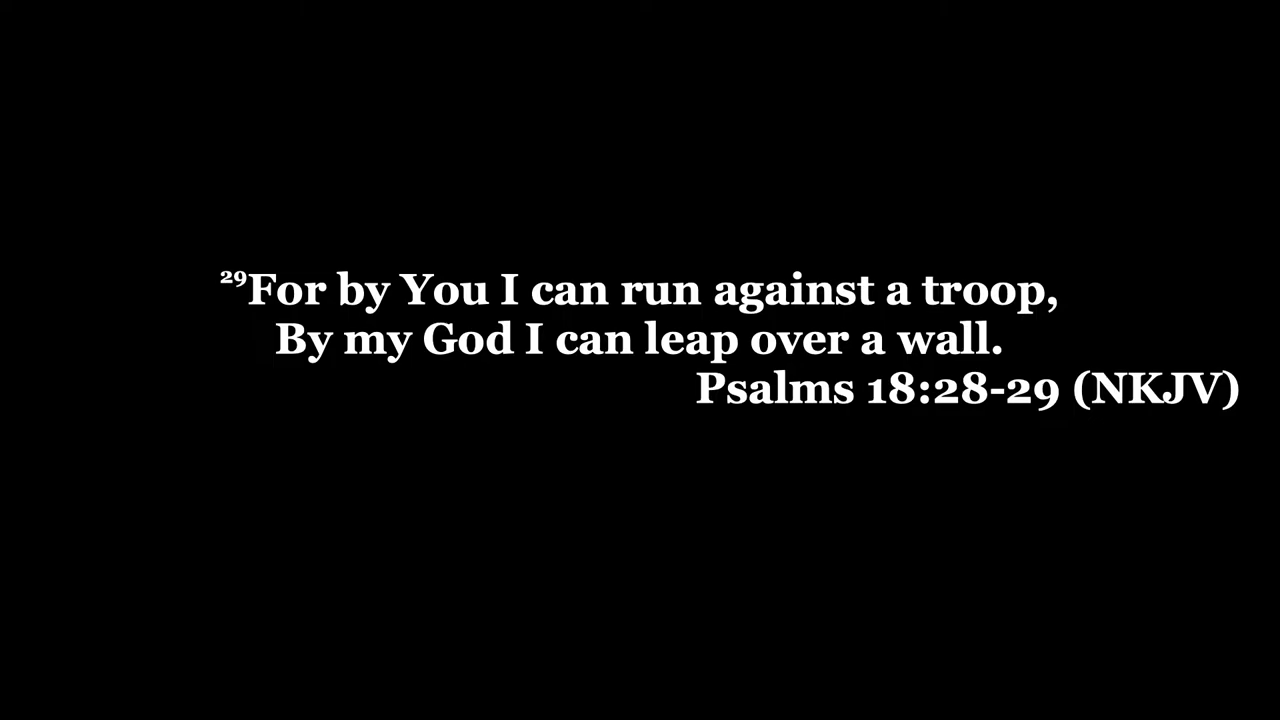 ²⁹For by You I can run against a troop,
By my God I can leap over a wall.
Psalms 18:28-29 (NKJV)